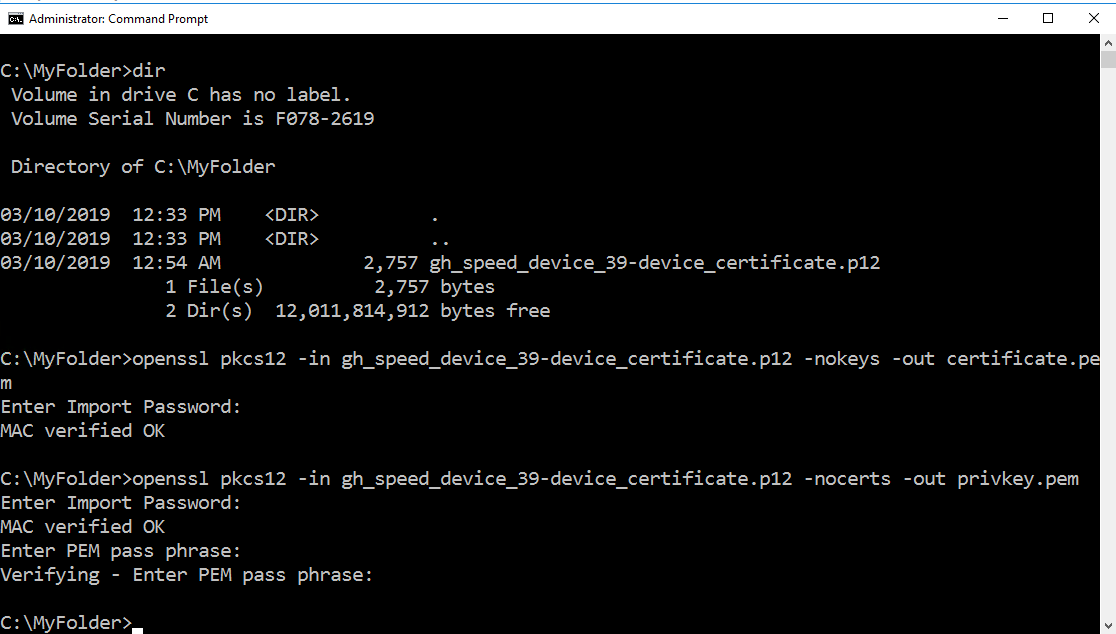 Administrator: Command Prompt
C:\MyFolder>dir
Volume in drive C has no label.
Volume Serial Number is F078-2619
Directory of C:\MyFolder
03/10/2019  12:33 PM    <DIR>          .
03/10/2019  12:33 PM    <DIR>          ..
03/10/2019  12:54 AM             2,757 gh_speed_device_39-device_certificate.p12
1 File(s)          2,757 bytes
2 Dir(s)  12,011,814,912 bytes free
C:\MyFolder>openssl pkcs12 -in gh_speed_device_39-device_certificate.p12 -nokeys -out certificate.pe
m
Enter Import Password:
MAC verified OK
C:\MyFolder>openssl pkcs12 -in gh_speed_device_39-device_certificate.p12 -nocerts -out privkey.pem
Enter Import Password:
MAC verified OK
Enter PEM pass phrase:
Verifying - Enter PEM pass phrase:
C:\MyFolder>